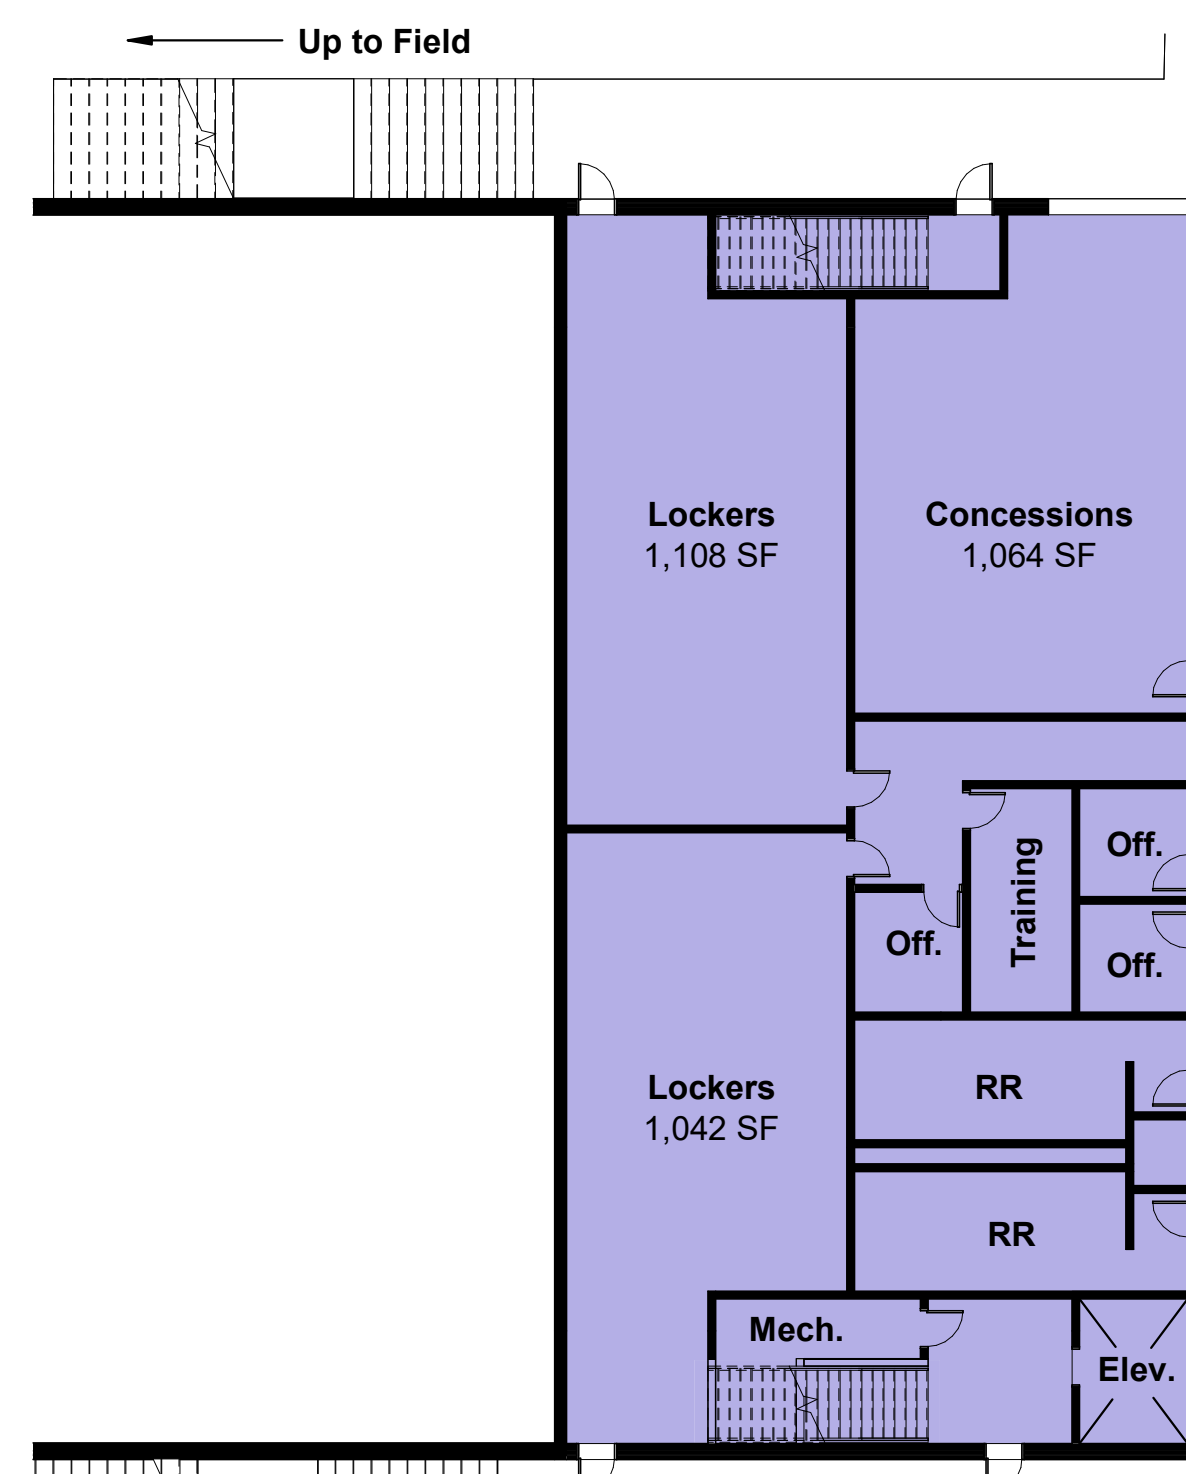 Up to Field
Lockers
1,108 SF
Concessions
1,064 SF
Off.
Training
Off.
Off.
Lockers
1,042 SF
RR
RR
Mech.
Elev.